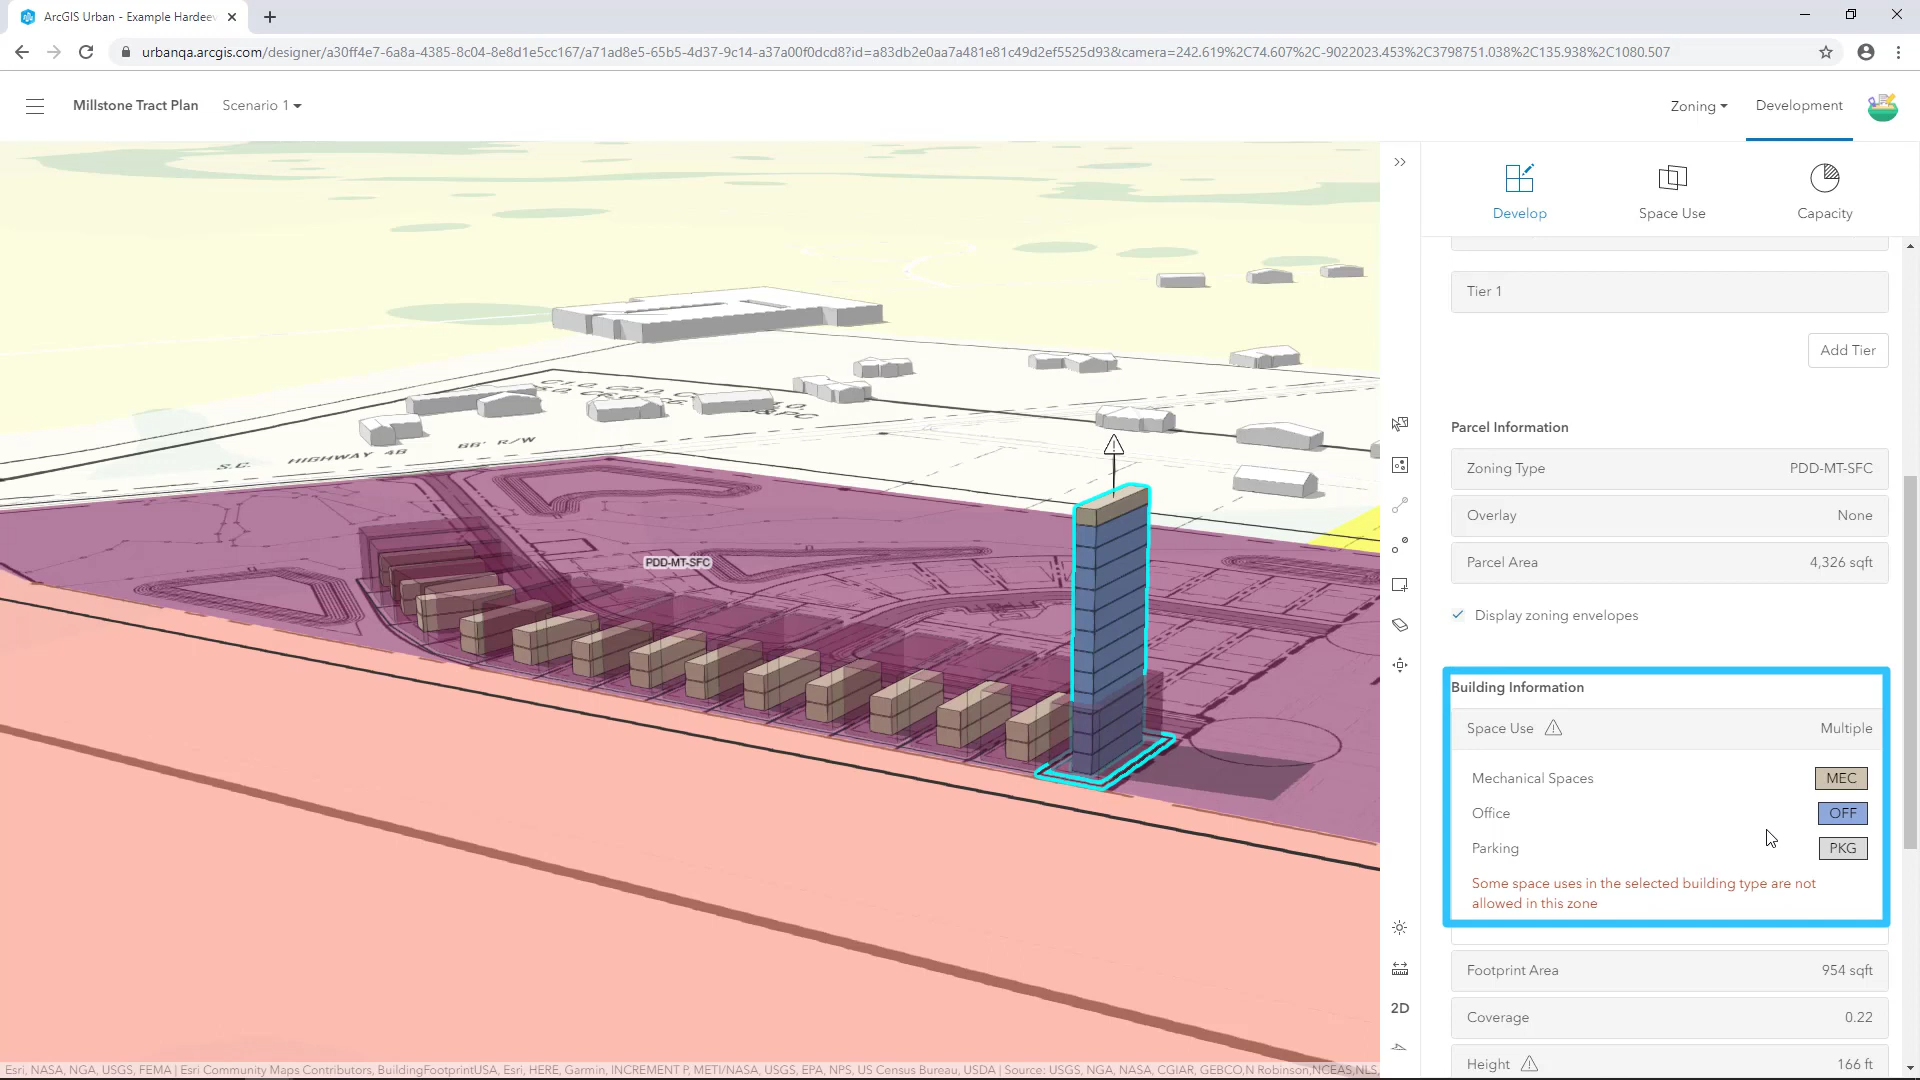 ArcGIS Urban - Example Hardeev
urbanqa.arcgis.com/designer/a30ff4e7-6a8a-4385-8c04-8e8d1e5cc167/a71ad8e5-65b5-4d37-9c14-a37a00f0dcd8?id=a83db2e0aa7a481e81c49d2ef5525d93&camera=242.619%2C74.607%2C-9022023.453%2C3798751.038%2C135.938%2C1080.507
Millstone Tract Plan Scenario 1
Zoning Development
Develop Space Use Capacity
Tier 1
Add Tier
Parcel Information
Zoning Type PDD-MT-SFC
Overlay None
Parcel Area 4,326 sqft
Display zoning envelopes
Building Information
Space Use Multiple
Mechanical Spaces MEC
Office OFF
Parking PKG
Some space uses in the selected building type are not
allowed in this zone
Footprint Area 954 sqft
Coverage 0.22
Height 166 ft
2D
S.C. HIGHWAY 46 66' R/W
PDD-MT-SFC
Esri, NASA, NGA, USGS, FEMA | Esri Community Maps Contributors, BuildingFootprintUSA, Esri, HERE, Garmin, INCREMENT P, METI/NASA, USGS, EPA, NPS, US Census Bureau, USDA | Source: USGS, NGA, NASA, CGIAR, GEBCO,N Robinson,NCEAS,NLS,